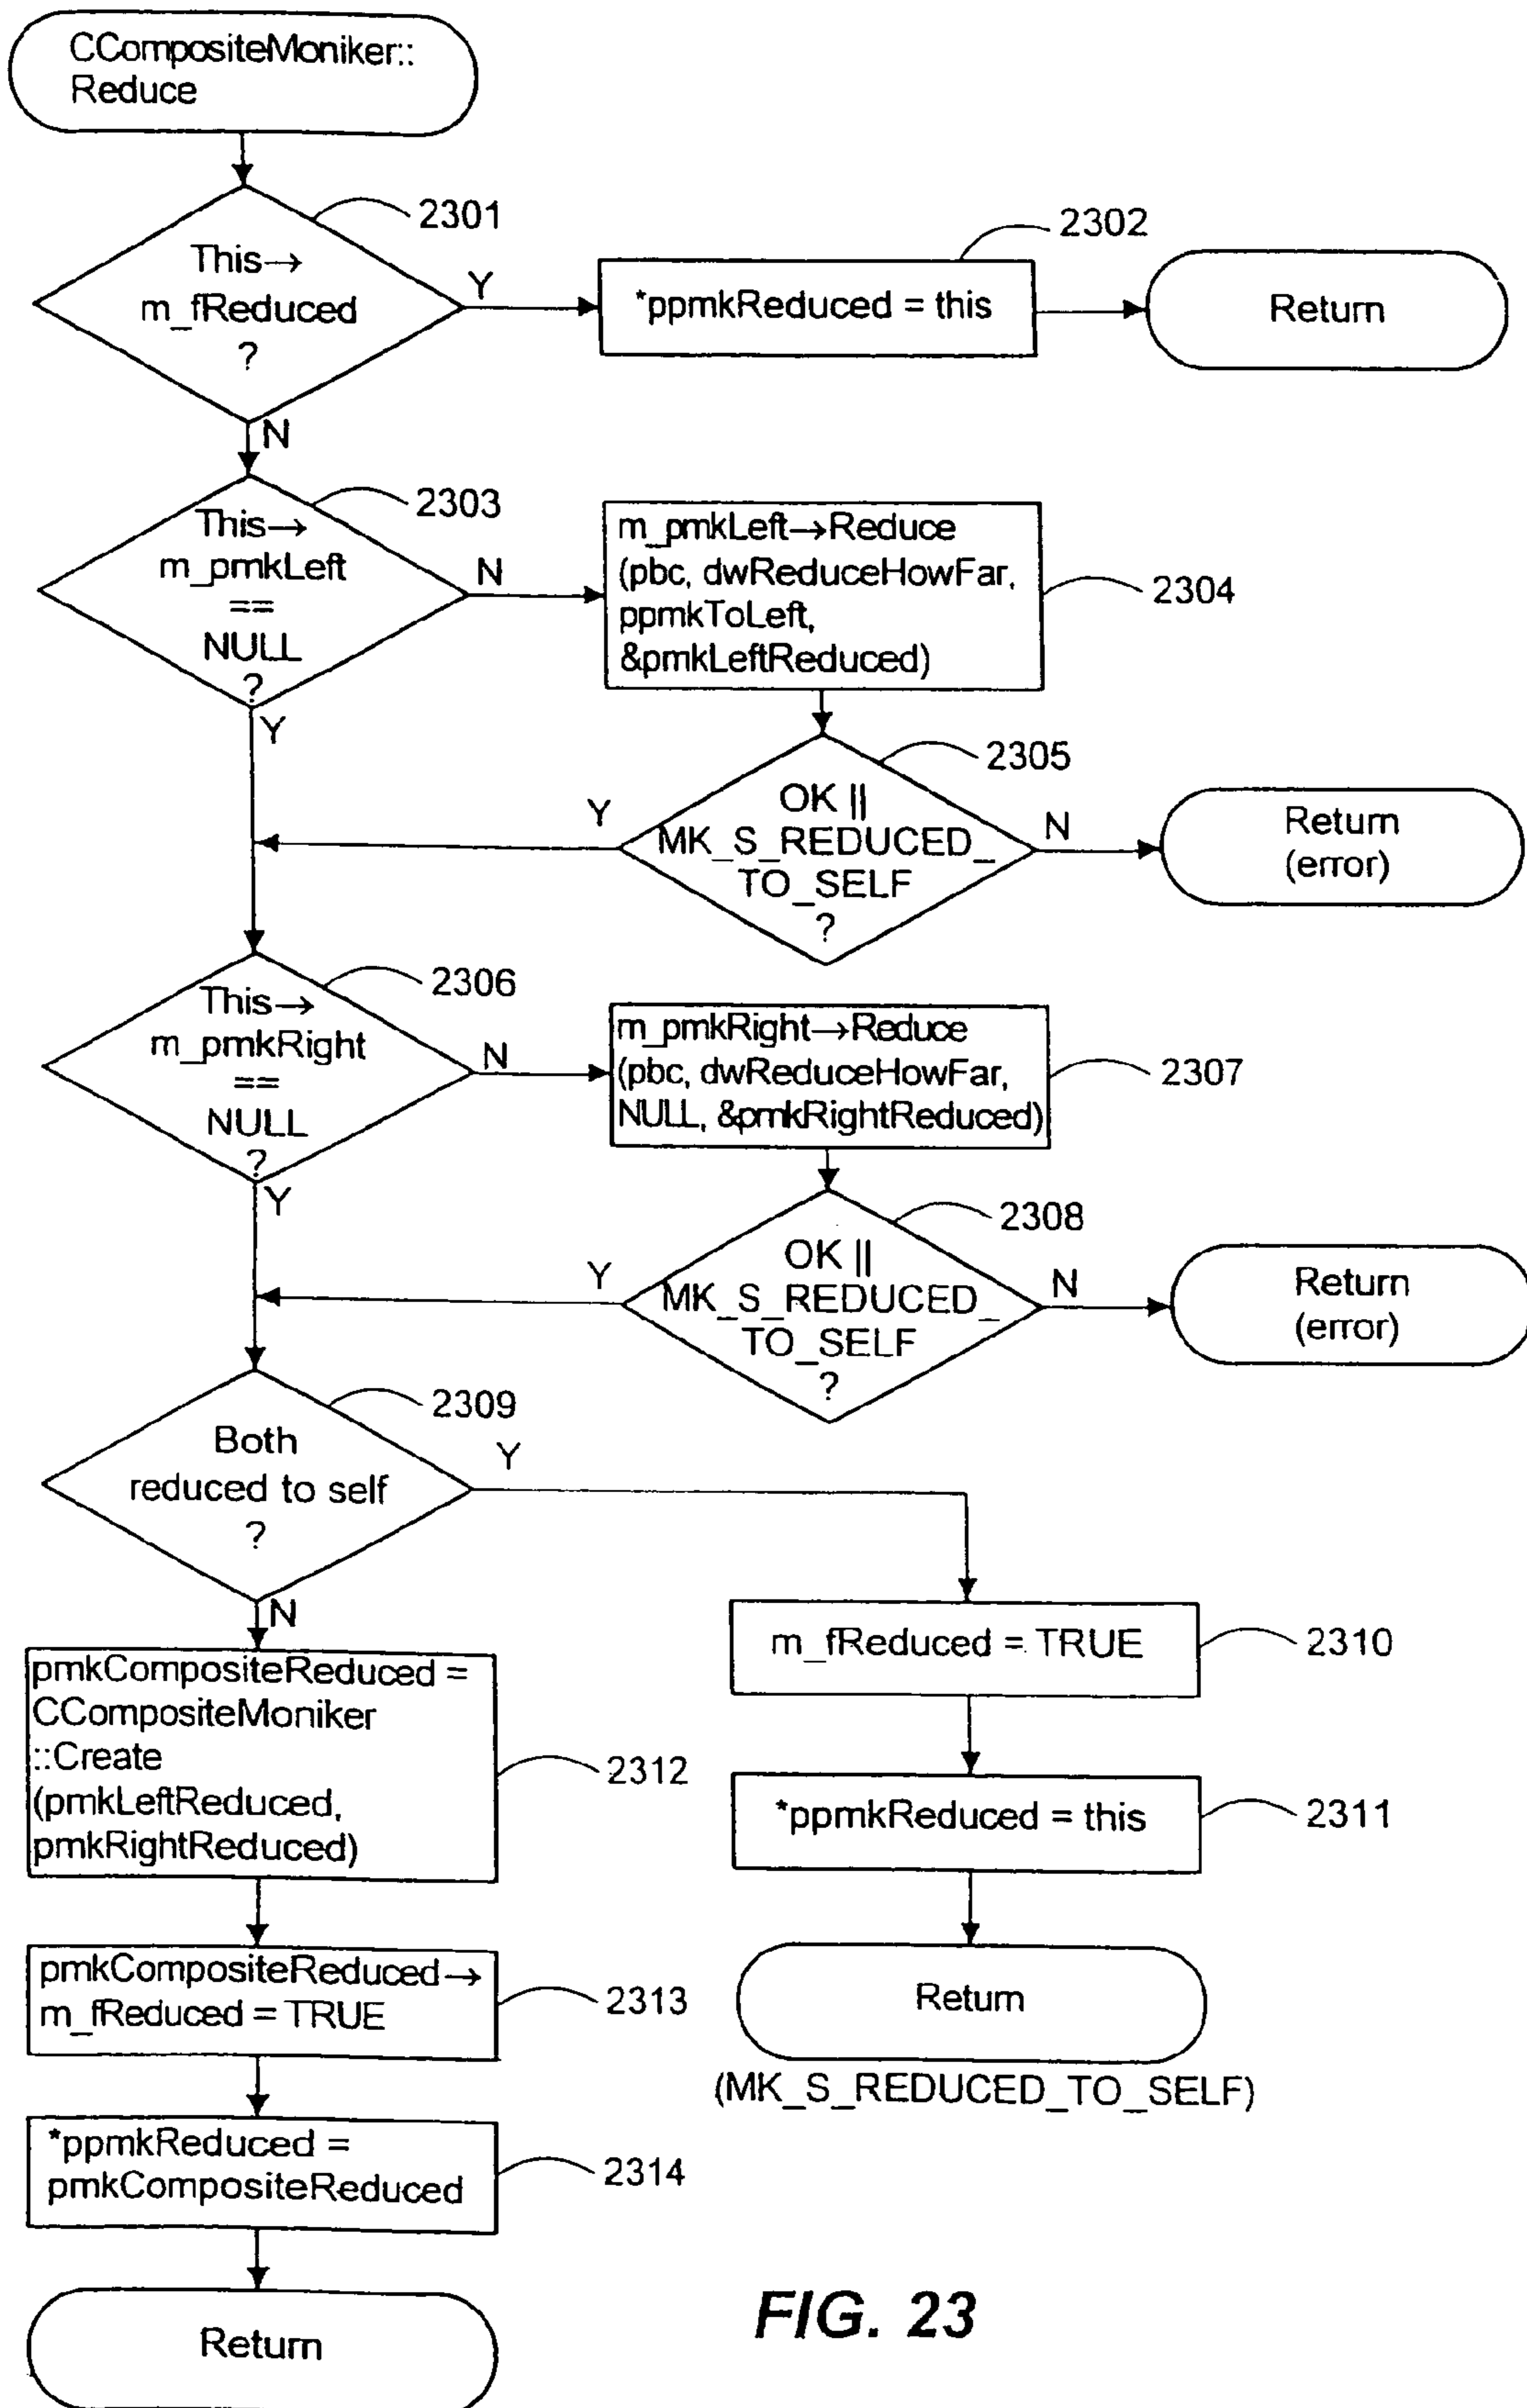 CCompositeMoniker::
Reduce
2301
This→
m_fReduced
?
Y
N
2302
*ppmkReduced = this
Return
2303
This→
m_pmkLeft
==
NULL
?
N
Y
m_pmkLeft→Reduce
(pbc, dwReduceHowFar,
ppmkToLeft,
&pmkLeftReduced)
2304
2305
OK ||
MK_S_REDUCED_
TO_SELF
?
Y
N
Return
(error)
2306
This→
m_pmkRight
==
NULL
?
N
Y
m_pmkRight→Reduce
(pbc, dwReduceHowFar,
NULL, &pmkRightReduced)
2307
2308
OK ||
MK_S_REDUCED_
TO_SELF
?
Y
N
Return
(error)
2309
Both
reduced to self
?
Y
N
m_fReduced = TRUE
2310
*ppmkReduced = this
2311
Return
(MK_S_REDUCED_TO_SELF)
pmkCompositeReduced =
CCompositeMoniker
::Create
(pmkLeftReduced,
pmkRightReduced)
2312
pmkCompositeReduced→
m_fReduced = TRUE
2313
*ppmkReduced =
pmkCompositeReduced
2314
Return
FIG. 23